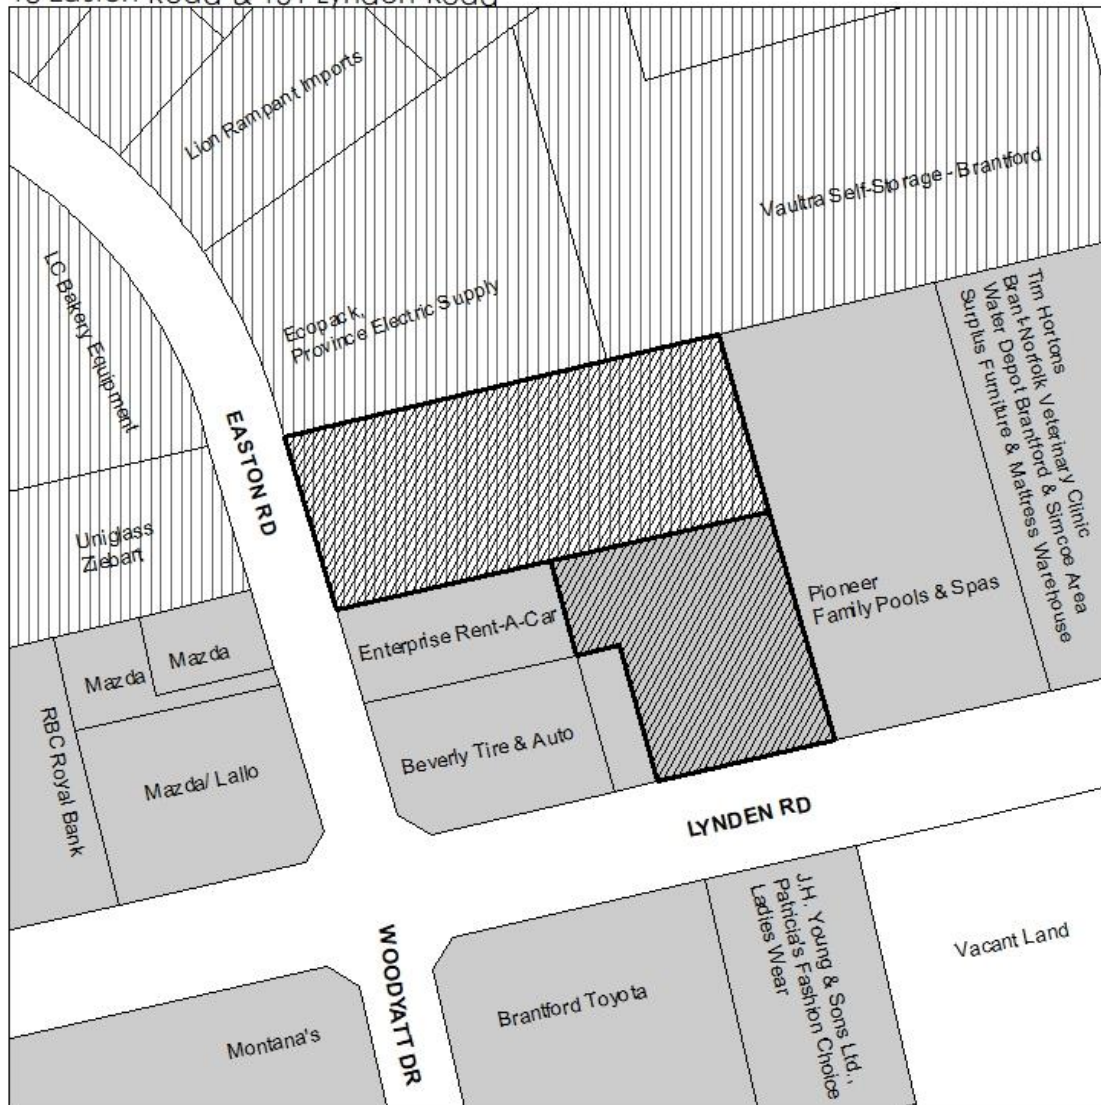 Lion Rampant Imports
Vaultra Self-Storage - Brantford
LC Bakery Equipment
Ecopack,
Province Electric Supply
Tim Hortons
Brant-Norfolk Veterinary Clinic
Water Depot Brantford & Simcoe Area
Surplus Furniture & Mattress Warehouse
EASTON RD
Uniglass
Ziebart
Pioneer
Family Pools & Spas
Enterprise Rent-A-Car
Mazda
Mazda
RBC Royal Bank
Beverly Tire & Auto
Mazda/ Lallo
LYNDEN RD
J.H. Young & Sons Ltd.,
Patricia's Fashion Choice
Ladies Wear
WOODYATT DR
Vacant Land
Brantford Toyota
Montana's